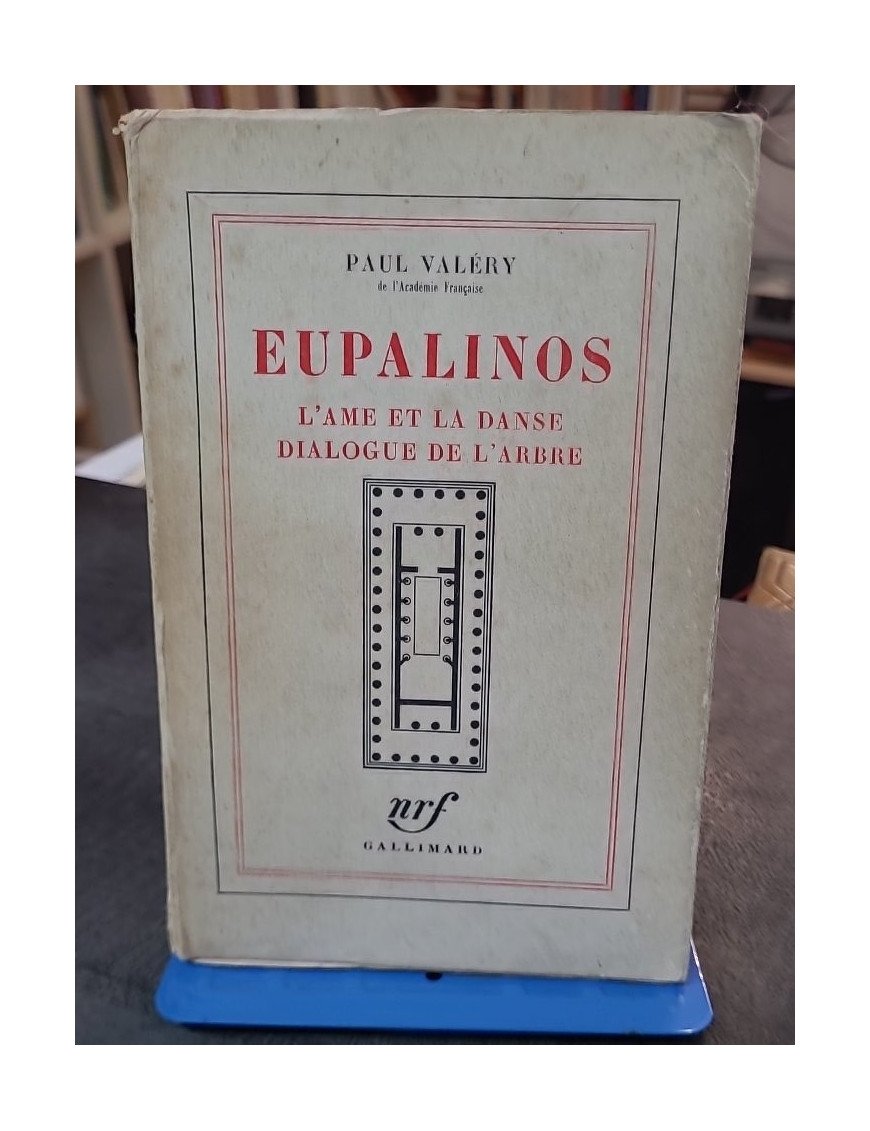 PAUL VALÉRY
de l'Académie Française
EUPALINOS
L'AME ET LA DANSE
DIALOGUE DE L'ARBRE
nrf
GALLIMARD